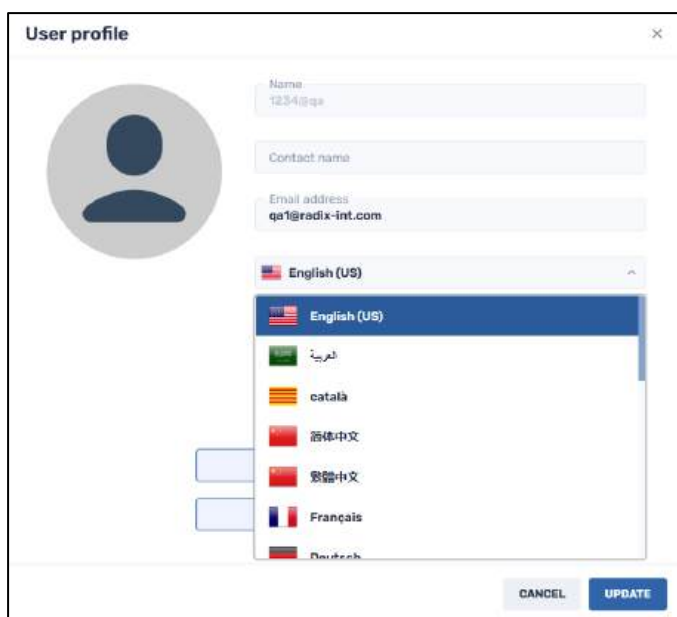 User profile
Name
1234@qa
Contact name
Email address
qa1@radix-int.com
English (US)
English (US)
العربية
català
简体中文
繁體中文
Français
Deutsch
CANCEL
UPDATE